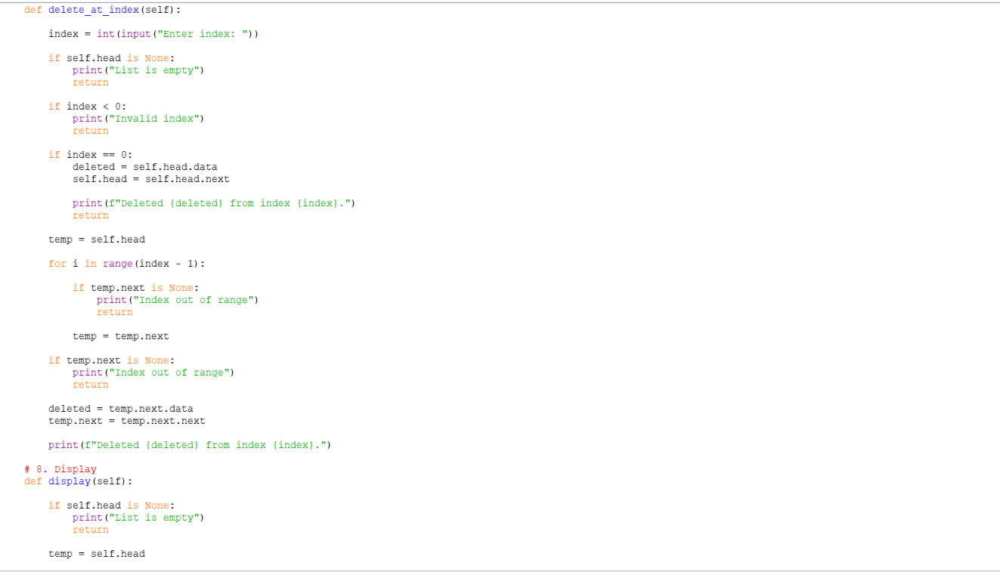 def delete_at_index(self):
index = int(input("Enter index: "))
if self.head is None:
print("List is empty")
return
if index < 0:
print("Invalid index")
return
if index == 0:
deleted = self.head.data
self.head = self.head.next
print(f"Deleted {deleted} from index {index}.")
return
temp = self.head
for i in range(index - 1):
if temp.next is None:
print("Index out of range")
return
temp = temp.next
if temp.next is None:
print("Index out of range")
return
deleted = temp.next.data
temp.next = temp.next.next
print(f"Deleted {deleted} from index {index}.")
# 8. Display
def display(self):
if self.head is None:
print("List is empty")
return
temp = self.head